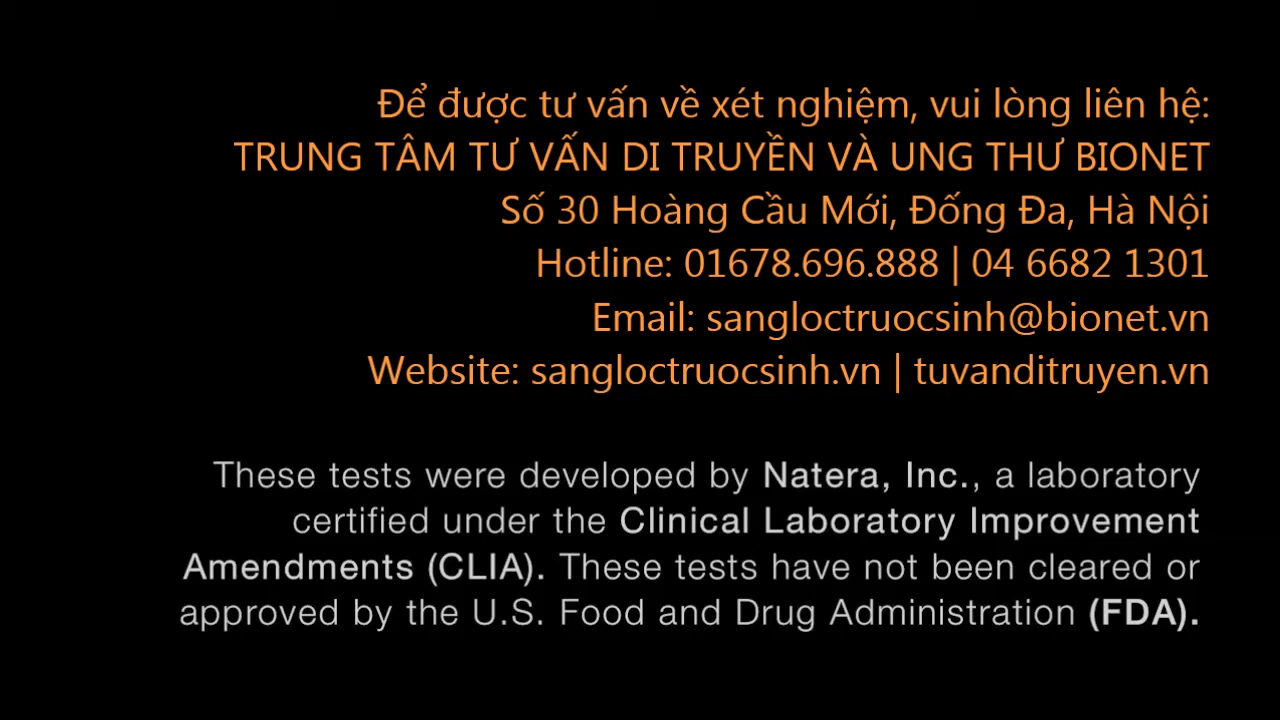 Để được tư vấn về xét nghiệm, vui lòng liên hệ:
TRUNG TÂM TƯ VẤN DI TRUYỀN VÀ UNG THƯ BIONET
Số 30 Hoàng Cầu Mới, Đống Đa, Hà Nội
Hotline: 01678.696.888 | 04 6682 1301
Email: sangloctruocsinh@bionet.vn
Website: sangloctruocsinh.vn | tuvanditruyen.vn
These tests were developed by Natera, Inc., a laboratory
certified under the Clinical Laboratory Improvement
Amendments (CLIA). These tests have not been cleared or
approved by the U.S. Food and Drug Administration (FDA).